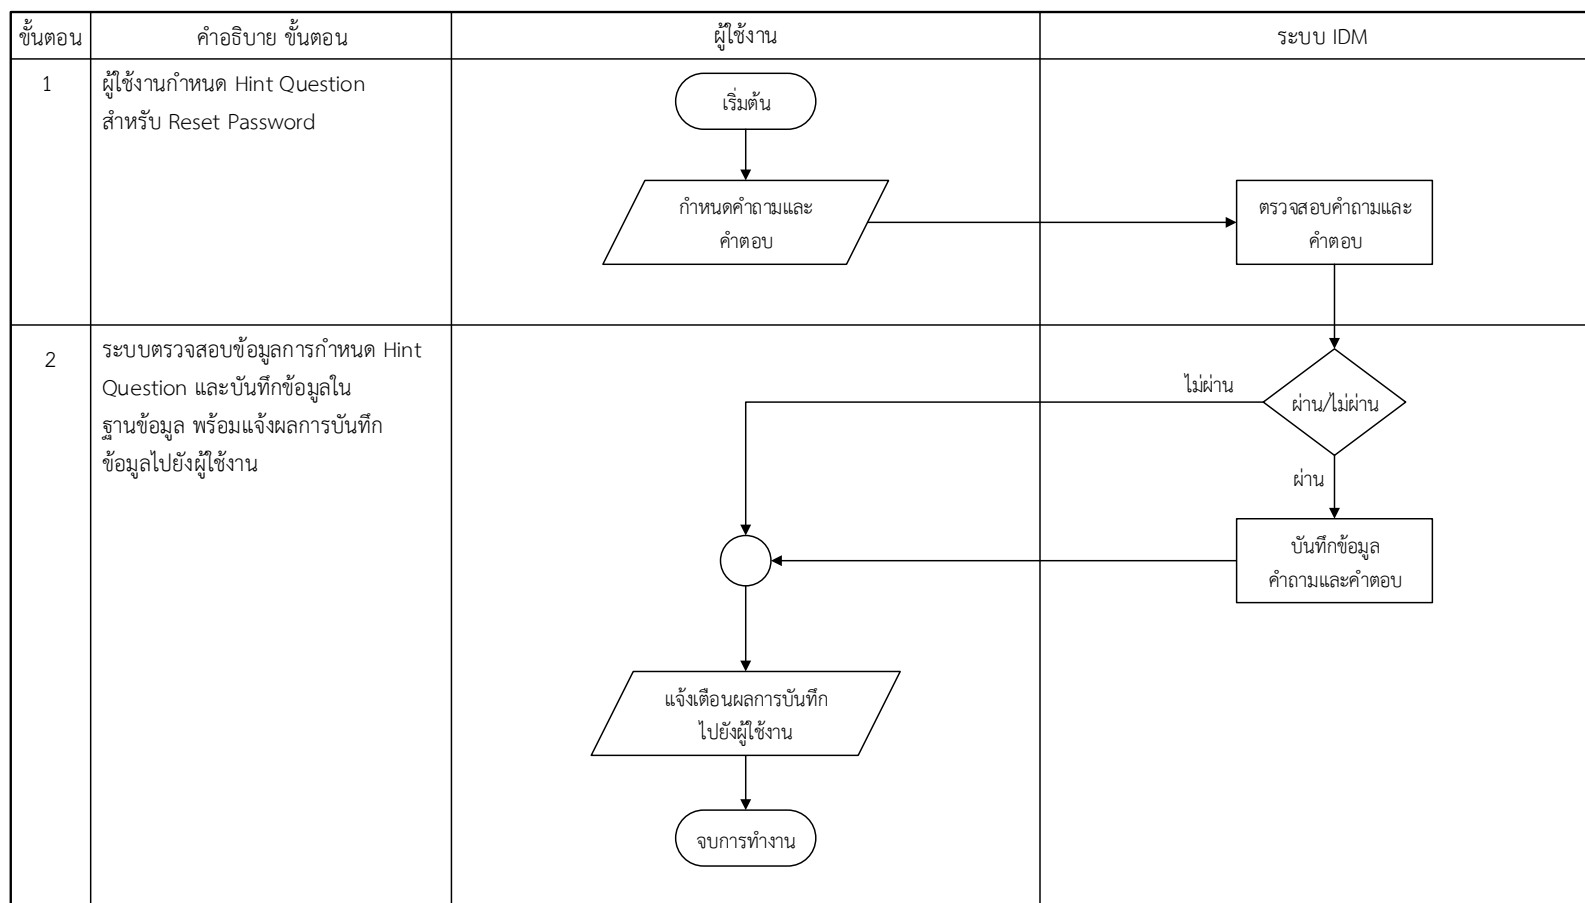 ขั้นตอน
คำอธิบาย ขั้นตอน
ผู้ใช้งาน
ระบบ IDM
1
ผู้ใช้งานกำหนด Hint Question
สำหรับ Reset Password
เริ่มต้น
กำหนดคำถามและ
คำตอบ
ตรวจสอบคำถามและ
คำตอบ
2
ระบบตรวจสอบข้อมูลการกำหนด Hint
Question และบันทึกข้อมูลใน
ฐานข้อมูล พร้อมแจ้งผลการบันทึก
ข้อมูลไปยังผู้ใช้งาน
ไม่ผ่าน
ผ่าน/ไม่ผ่าน
ผ่าน
บันทึกข้อมูล
คำถามและคำตอบ
แจ้งเตือนผลการบันทึก
ไปยังผู้ใช้งาน
จบการทำงาน